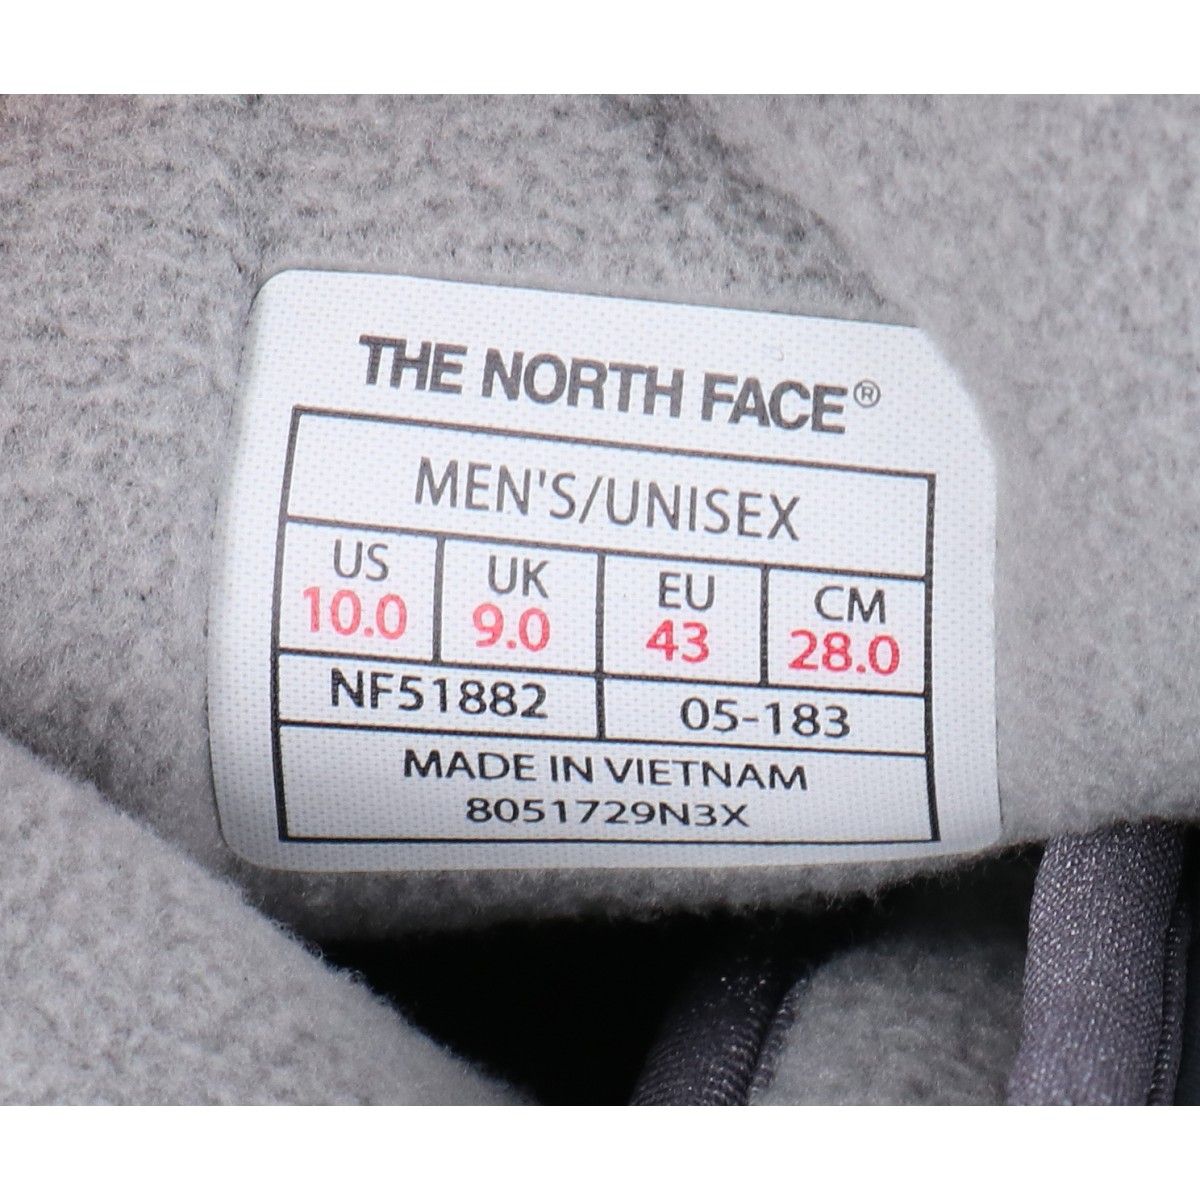 THE NORTH FACE®
MEN'S/UNISEX
US UK EU CM
10.0 9.0 43 28.0
NF51882 05-183
MADE IN VIETNAM
8051729N3X